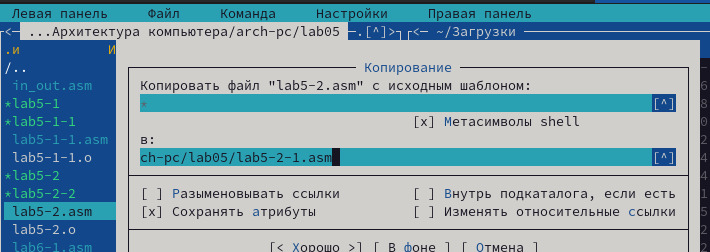 Левая панель Файл Команда Настройки Правая панель
<— ...Архитектура компьютера/arch-pc/lab05 —.[^]>
<— ~/Загрузки
.и И
/..
in_out.asm
*lab5-1
*lab5-1-1
lab5-1-1.asm
lab5-1-1.o
*lab5-2
*lab5-2-2
lab5-2.asm
lab5-2.o
lab6-1.asm
Копирование
Копировать файл "lab5-2.asm" с исходным шаблоном:
* [^]
[x] Метасимволы shell
в:
ch-pc/lab05/lab5-2-1.asm [^]
[ ] Разыменовывать ссылки [ ] Внутрь подкаталога, если есть
[x] Сохранять атрибуты [ ] Изменять относительные ссылки
[< Хорошо >] [ В фоне ] [ Отмена ]